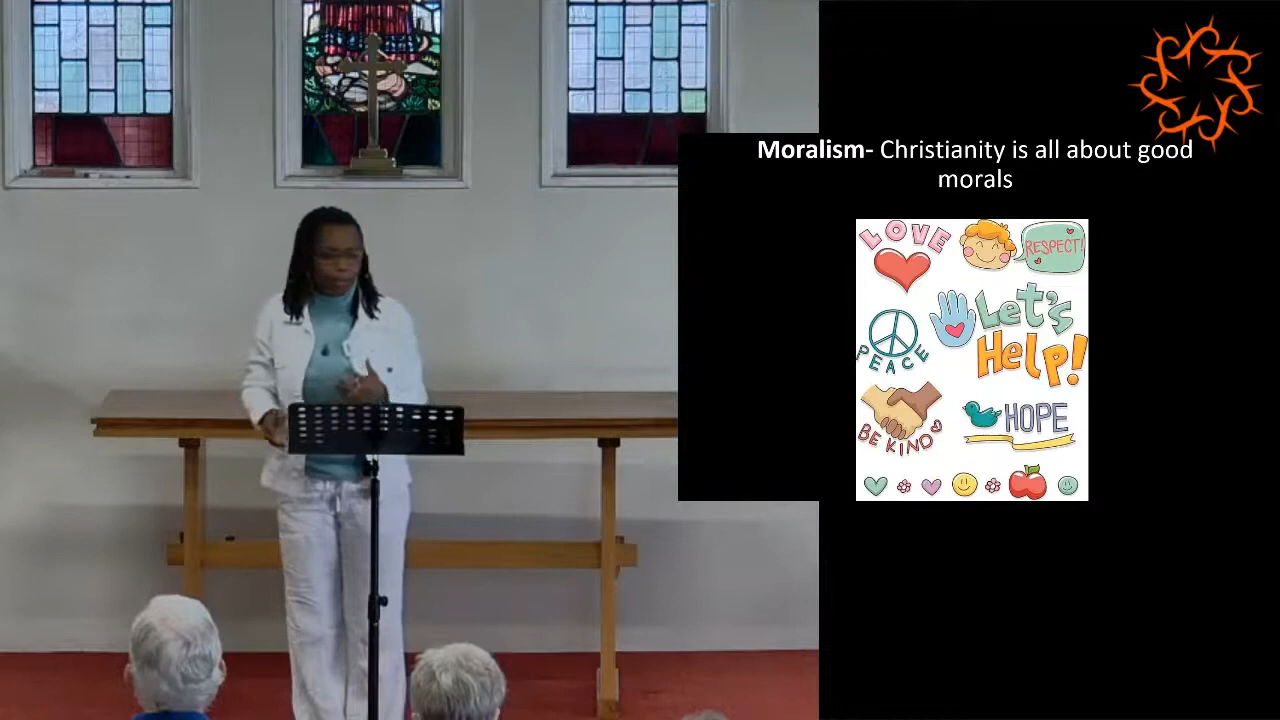 Moralism- Christianity is all about good
morals
LOVE
RESPECT!
Let's
Help!
PEACE
HOPE
BE KIND